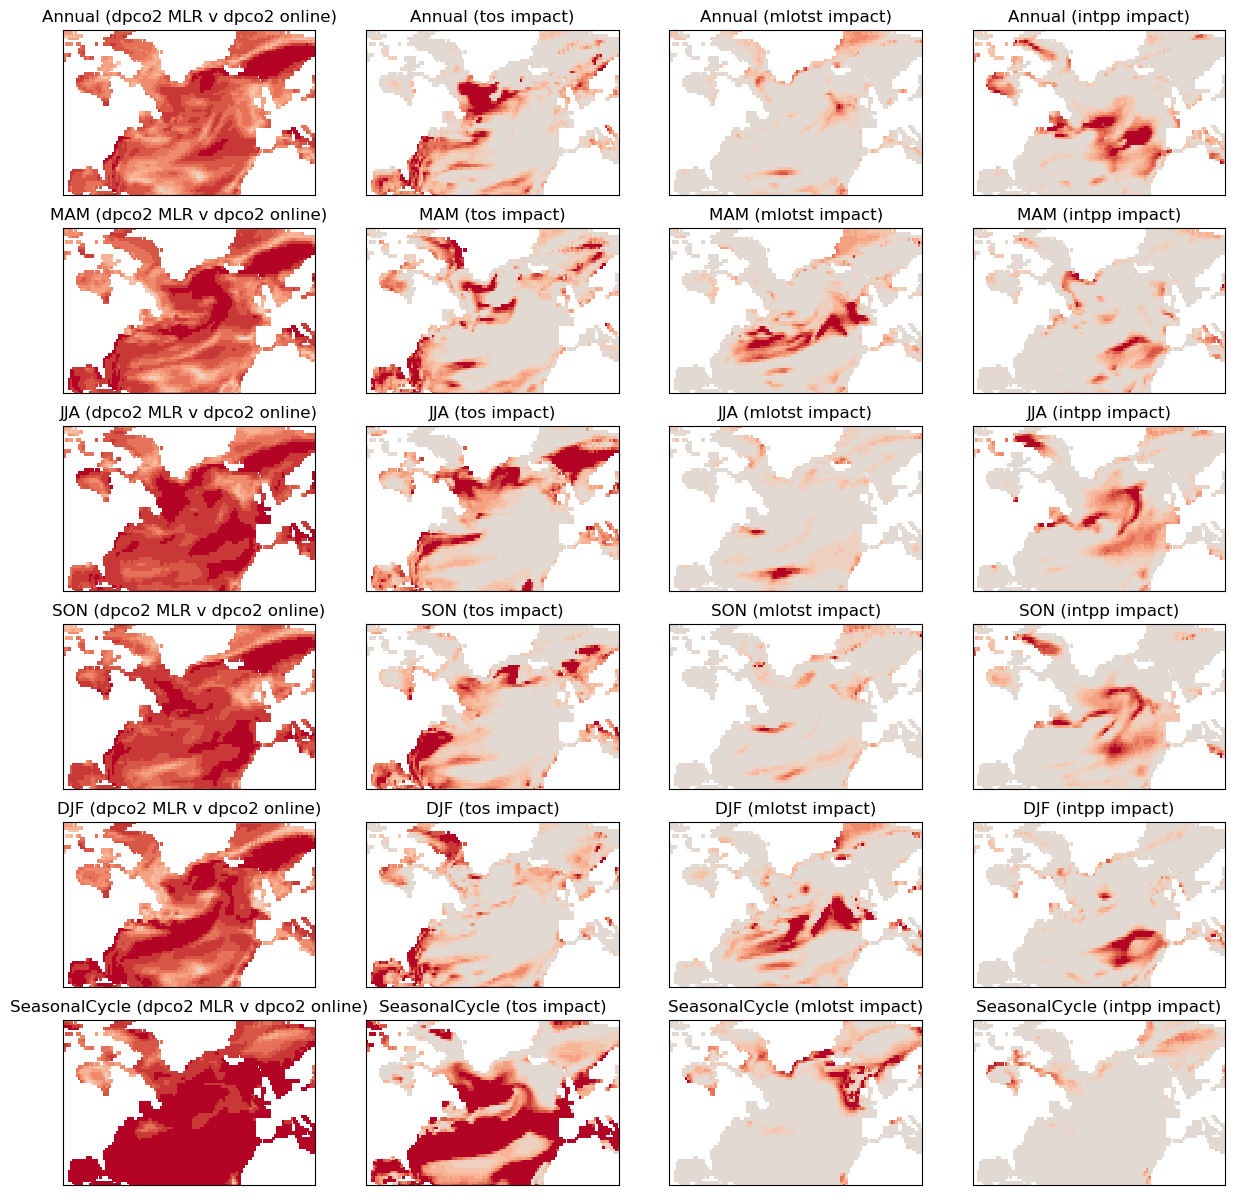 Annual (dpco2 MLR v dpco2 online)
Annual (tos impact)
Annual (mlotst impact)
Annual (intpp impact)
MAM (dpco2 MLR v dpco2 online)
MAM (tos impact)
MAM (mlotst impact)
MAM (intpp impact)
JJA (dpco2 MLR v dpco2 online)
JJA (tos impact)
JJA (mlotst impact)
JJA (intpp impact)
SON (dpco2 MLR v dpco2 online)
SON (tos impact)
SON (mlotst impact)
SON (intpp impact)
DJF (dpco2 MLR v dpco2 online)
DJF (tos impact)
DJF (mlotst impact)
DJF (intpp impact)
SeasonalCycle (dpco2 MLR v dpco2 online)
SeasonalCycle (tos impact)
SeasonalCycle (mlotst impact)
SeasonalCycle (intpp impact)